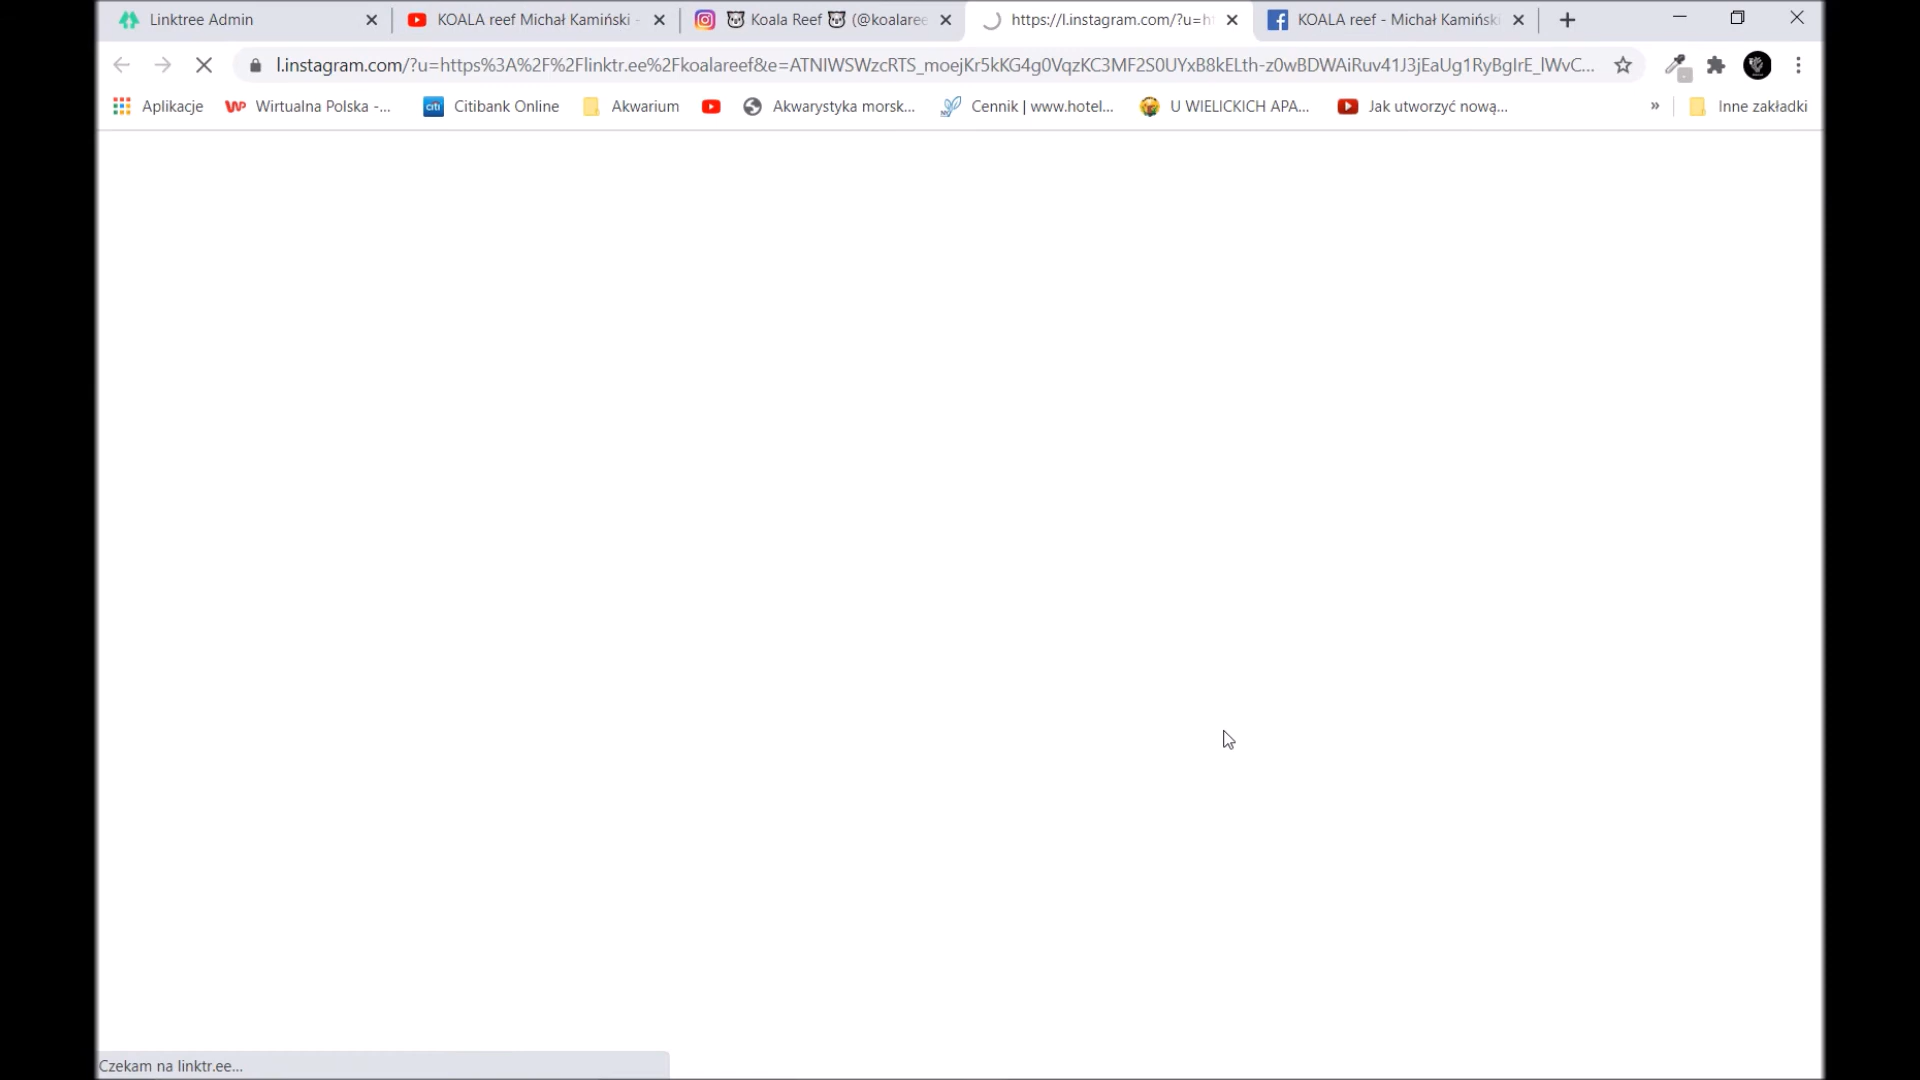 Linktree Admin
KOALA reef Michał Kamiński -
Koala Reef (@koalaree
https://l.instagram.com/?u=h
KOALA reef - Michał Kamiński
l.instagram.com/?u=https%3A%2F%2Flinktr.ee%2Fkoalareef&e=ATNIWSWzcRTS_moejKr5kKG4g0VqzKC3MF2S0UYxB8kELth-z0wBDWAiRuv41J3jEaUg1RyBgIrE_lWvC...
Aplikacje
Wirtualna Polska -...
citi
Citibank Online
Akwarium
Akwarystyka morsk...
Cennik | www.hotel...
U WIELICKICH APA...
Jak utworzyć nową...
»
Inne zakładki
Czekam na linktr.ee...